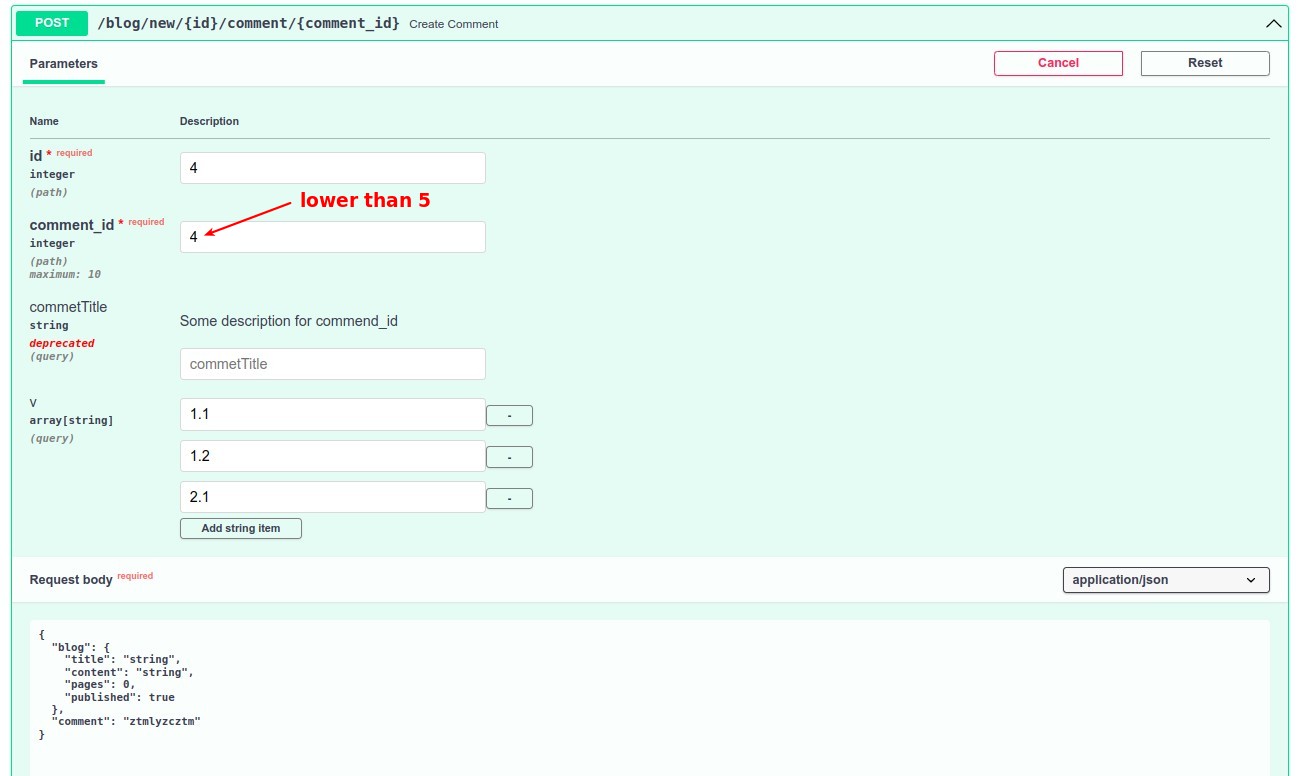 POST /blog/new/{id}/comment/{comment_id} Create Comment
Parameters Cancel Reset
Name Description
id * required
integer
(path)
4
lower than 5
comment_id * required
integer
(path)
maximum: 10
4
commetTitle
string
deprecated
(query)
Some description for commend_id
commetTitle
v
array[string]
(query)
1.1 -
1.2 -
2.1 -
Add string item
Request body required application/json
{
  "blog": {
    "title": "string",
    "content": "string",
    "pages": 0,
    "published": true
  },
  "comment": "ztmlyzcztm"
}